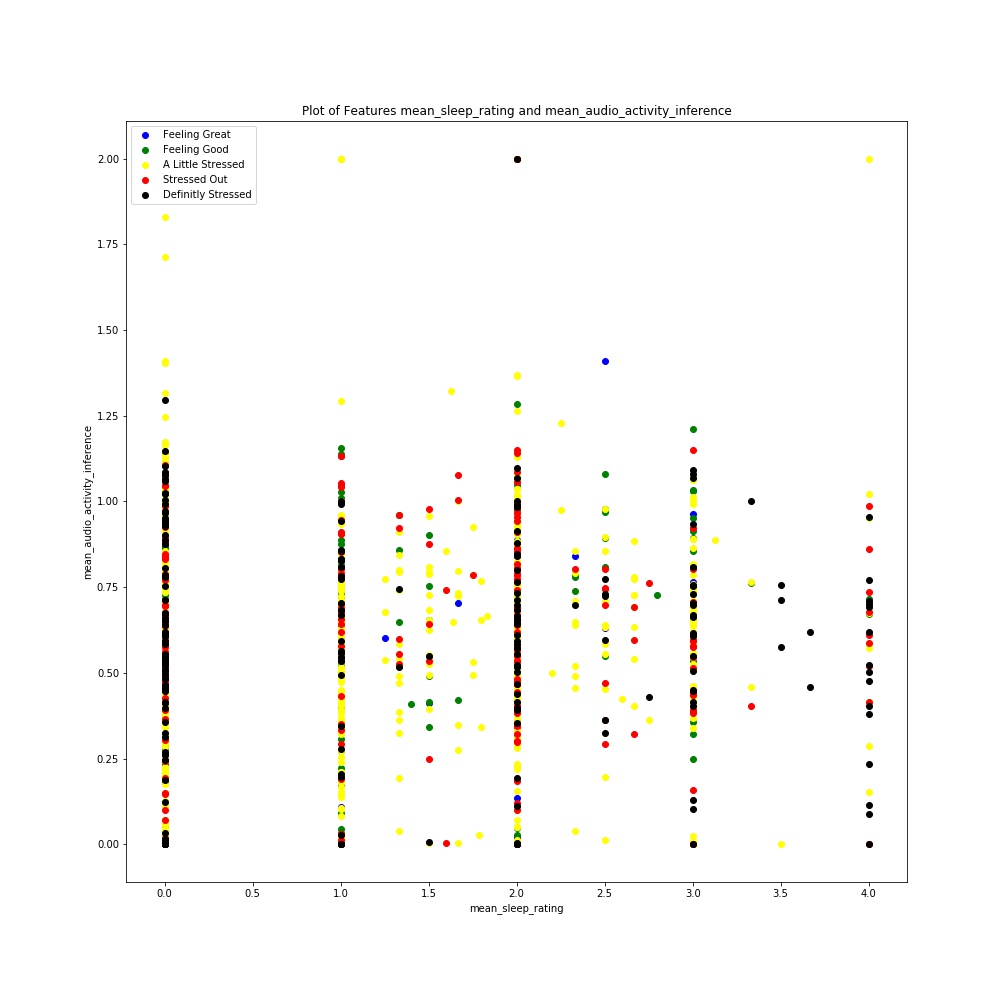 Plot of Features mean_sleep_rating and mean_audio_activity_inference
Feeling Great
Feeling Good
A Little Stressed
Stressed Out
Definitly Stressed
2.00
1.75
1.50
1.25
1.00
0.75
0.50
0.25
0.00
mean_audio_activity_inference
0.0 0.5 1.0 1.5 2.0 2.5 3.0 3.5 4.0
mean_sleep_rating